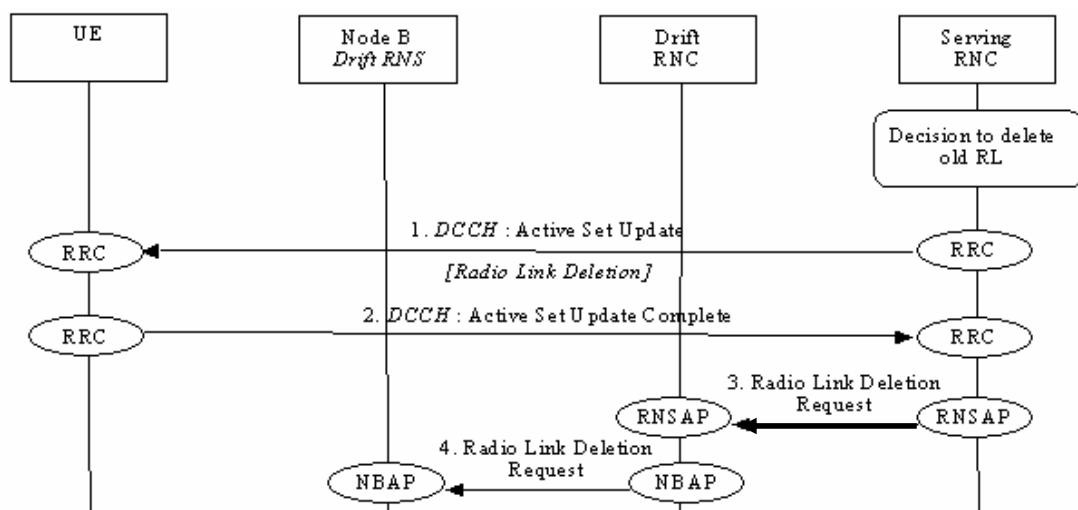 UE
Node B
Drift RNS
Drift
RNC
Serving
RNC
Decision to delete
old RL
1. DCCH : Active Set Update
RRC
RRC
[Radio Link Deletion]
2. DCCH : Active Set Update Complete
RRC
RRC
3. Radio Link Deletion
Request
RNSAP
RNSAP
4. Radio Link Deletion
Request
NBAP
NBAP